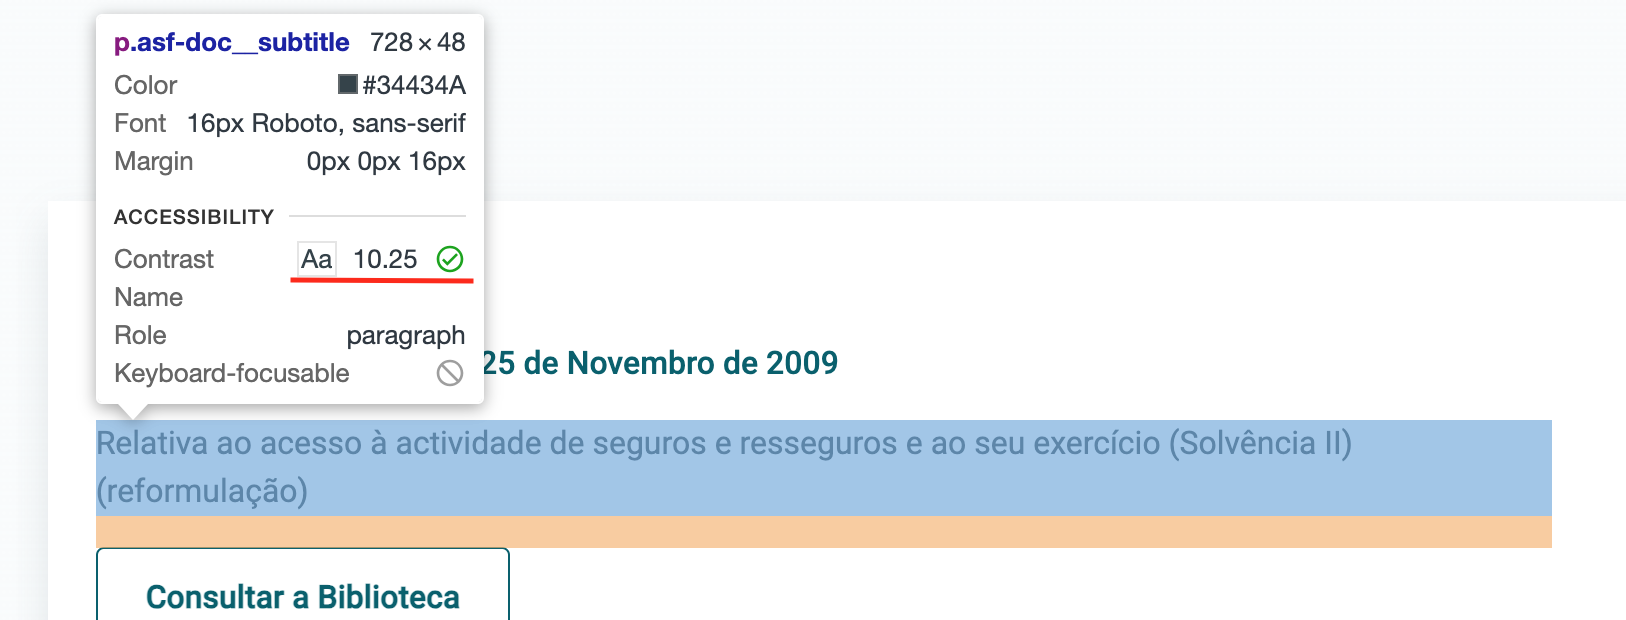 p.asf-doc__subtitle 728×48
Color #34434A
Font 16px Roboto, sans-serif
Margin 0px 0px 16px
ACCESSIBILITY
Contrast Aa 10.25
Name
Role paragraph
Keyboard-focusable
25 de Novembro de 2009
Relativa ao acesso à actividade de seguros e resseguros e ao seu exercício (Solvência II)
(reformulação)
Consultar a Biblioteca